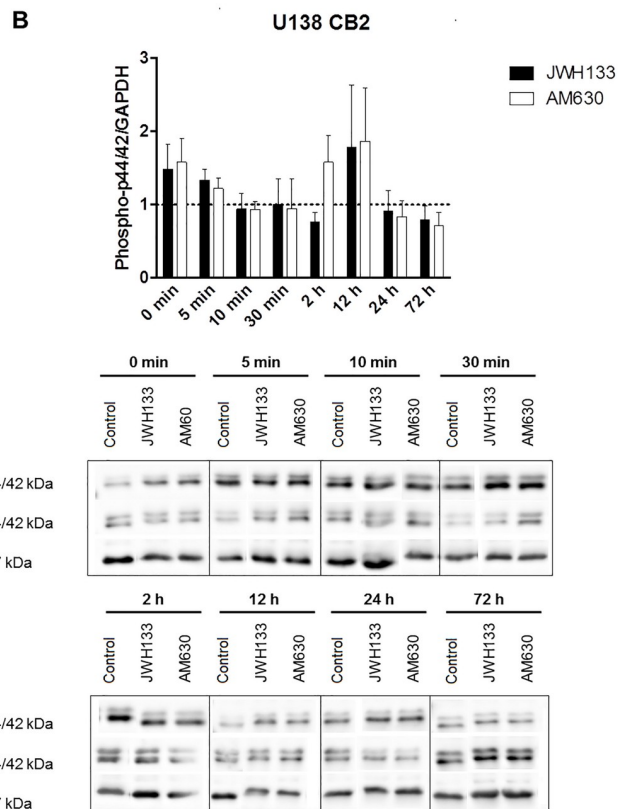 B
U138 CB2
Phospho-p44/42/GAPDH
3
2
1
0
JWH133
AM630
0 min 5 min 10 min 30 min 2 h 12 h 24 h 72 h
0 min 5 min 10 min 30 min
Control JWH133 AM60 Control JWH133 AM630 Control JWH133 AM630 Control JWH133 AM630
/42 kDa
/42 kDa
kDa
2 h 12 h 24 h 72 h
Control JWH133 AM630 Control JWH133 AM630 Control JWH133 AM630 Control JWH133 AM630
/42 kDa
/42 kDa
kDa